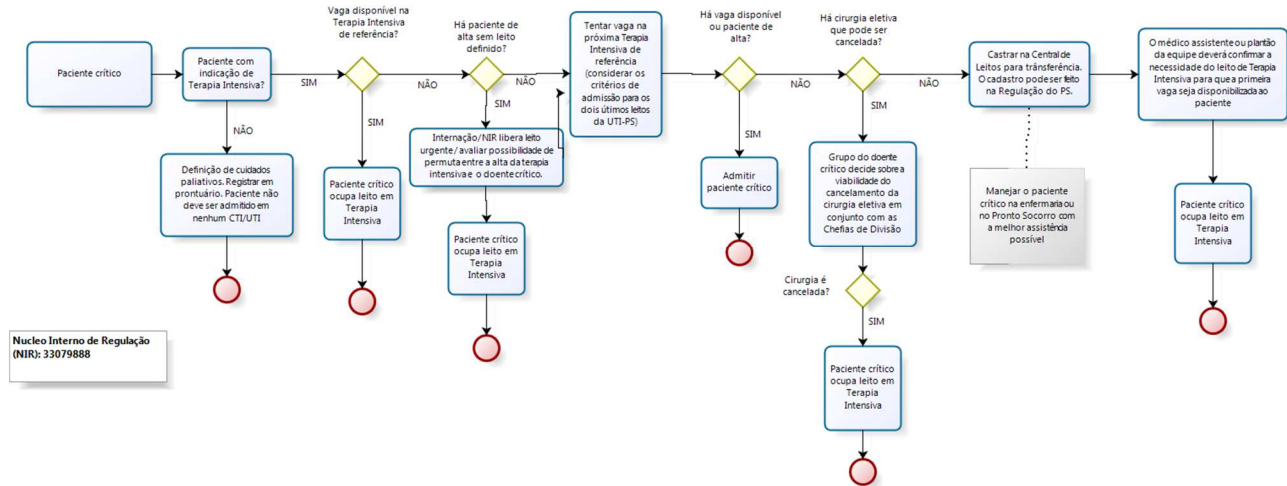 Paciente crítico
Paciente com
indicação de
Terapia Intensiva?
SIM
NÃO
Definição de cuidados
paliativos. Registrar em
prontuário. Paciente não
deve ser admitido em
nenhum CTI/UTI
Vaga disponível na
Terapia Intensiva
de referência?
NÃO
SIM
Paciente crítico
ocupa leito em
Terapia
Intensiva
Há paciente de
alta sem leito
definido?
NÃO
SIM
Internação/NIR libera leito
urgente/ avaliar possibilidade de
permuta entre a alta da terapia
intensiva e o doente crítico.
Paciente crítico
ocupa leito em
Terapia
Intensiva
Tentar vaga na
próxima Terapia
Intensiva de
referência
(considerar os
critérios de
admissão para os
dois útimos leitos
da UTI-PS)
Há vaga disponível
ou paciente de
alta?
NÃO
SIM
Admitir
paciente crítico
Há cirurgia eletiva
que pode ser
cancelada?
NÃO
SIM
Grupo do doente
crítico decide sobre a
viabilidade do
cancelamento da
cirurgia eletiva em
conjunto com as
Chefias de Divisão
Cirurgia é
cancelada?
SIM
Paciente crítico
ocupa leito em
Terapia
Intensiva
Castrar na Central de
Leitos para transferência.
O cadastro pode ser feito
na Regulação do PS.
Manejar o paciente
crítico na enfermaria ou
no Pronto Socorro com
a melhor assistência
possível
O médico assistente ou plantão
da equipe deverá confirmar a
necessidade do leito de Terapia
Intensiva para que a primeira
vaga seja disponibilizada ao
paciente
Paciente crítico
ocupa leito em
Terapia
Intensiva
Nucleo Interno de Regulação
(NIR): 33079888